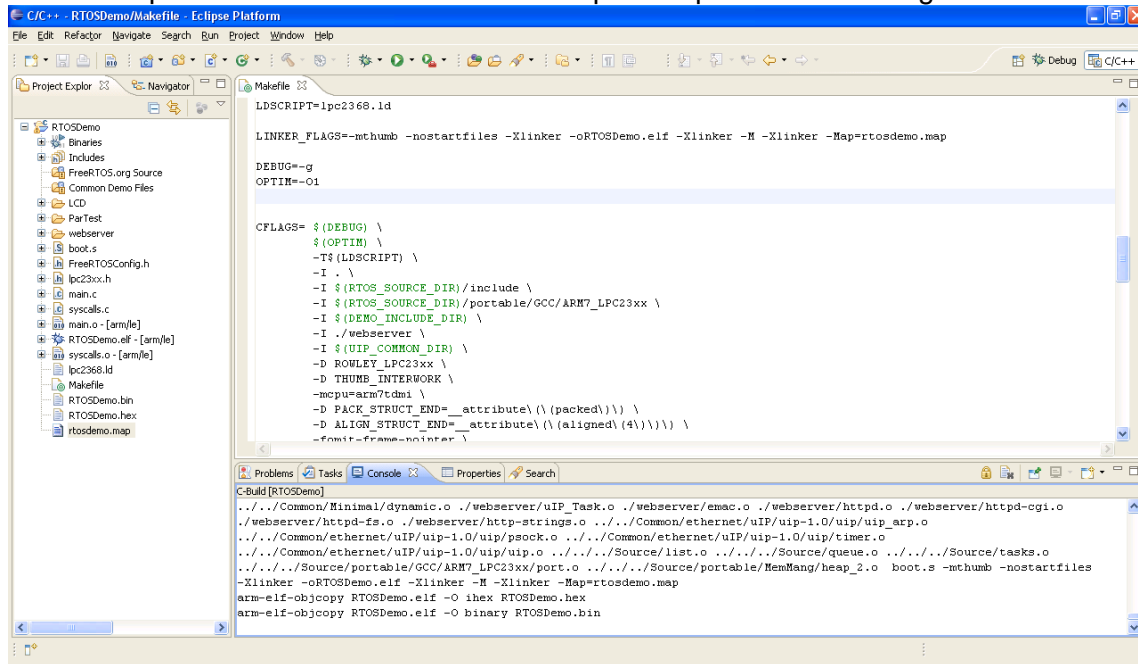 C/C++ - RTOSDemo/Makefile - Eclipse Platform
File Edit Refactor Navigate Search Run Project Window Help
Debug C/C++
Project Explor Navigator
Makefile
RTOSDemo
Binaries
Includes
FreeRTOS.org Source
Common Demo Files
LCD
ParTest
webserver
boot.s
FreeRTOSConfig.h
lpc23xx.h
main.c
syscalls.c
main.o - [arm/le]
RTOSDemo.elf - [arm/le]
syscalls.o - [arm/le]
lpc2368.ld
Makefile
RTOSDemo.bin
RTOSDemo.hex
rtosdemo.map
LDSCRIPT=lpc2368.ld
LINKER_FLAGS=-mthumb -nostartfiles -Xlinker -oRTOSDemo.elf -Xlinker -M -Xlinker -Map=rtosdemo.map
DEBUG=-g
OPTIM=-O1
CFLAGS= $(DEBUG) \
$(OPTIM) \
-T$(LDSCRIPT) \
-I . \
-I $(RTOS_SOURCE_DIR)/include \
-I $(RTOS_SOURCE_DIR)/portable/GCC/ARM7_LPC23xx \
-I $(DEMO_INCLUDE_DIR) \
-I ./webserver \
-I $(UIP_COMMON_DIR) \
-D ROWLEY_LPC23xx \
-D THUMB_INTERWORK \
-mcpu=arm7tdmi \
-D PACK_STRUCT_END=__attribute\(\(packed\)\) \
-D ALIGN_STRUCT_END=__attribute\(\(aligned\(4\)\)\) \
-fomit-frame-pointer \
Problems Tasks Console Properties Search
C-Build [RTOSDemo]
../../Common/Minimal/dynamic.o ./webserver/uIP_Task.o ./webserver/emac.o ./webserver/httpd.o ./webserver/httpd-cgi.o
./webserver/httpd-fs.o ./webserver/http-strings.o ../../Common/ethernet/uIP/uip-1.0/uip/uip_arp.o
../../Common/ethernet/uIP/uip-1.0/uip/psock.o ../../Common/ethernet/uIP/uip-1.0/uip/timer.o
../../Common/ethernet/uIP/uip-1.0/uip/uip.o ../../../Source/list.o ../../../Source/queue.o ../../../Source/tasks.o
../../../Source/portable/GCC/ARM7_LPC23xx/port.o ../../../Source/portable/MemMang/heap_2.o boot.s -mthumb -nostartfiles
-Xlinker -oRTOSDemo.elf -Xlinker -M -Xlinker -Map=rtosdemo.map
arm-elf-objcopy RTOSDemo.elf -O ihex RTOSDemo.hex
arm-elf-objcopy RTOSDemo.elf -O binary RTOSDemo.bin